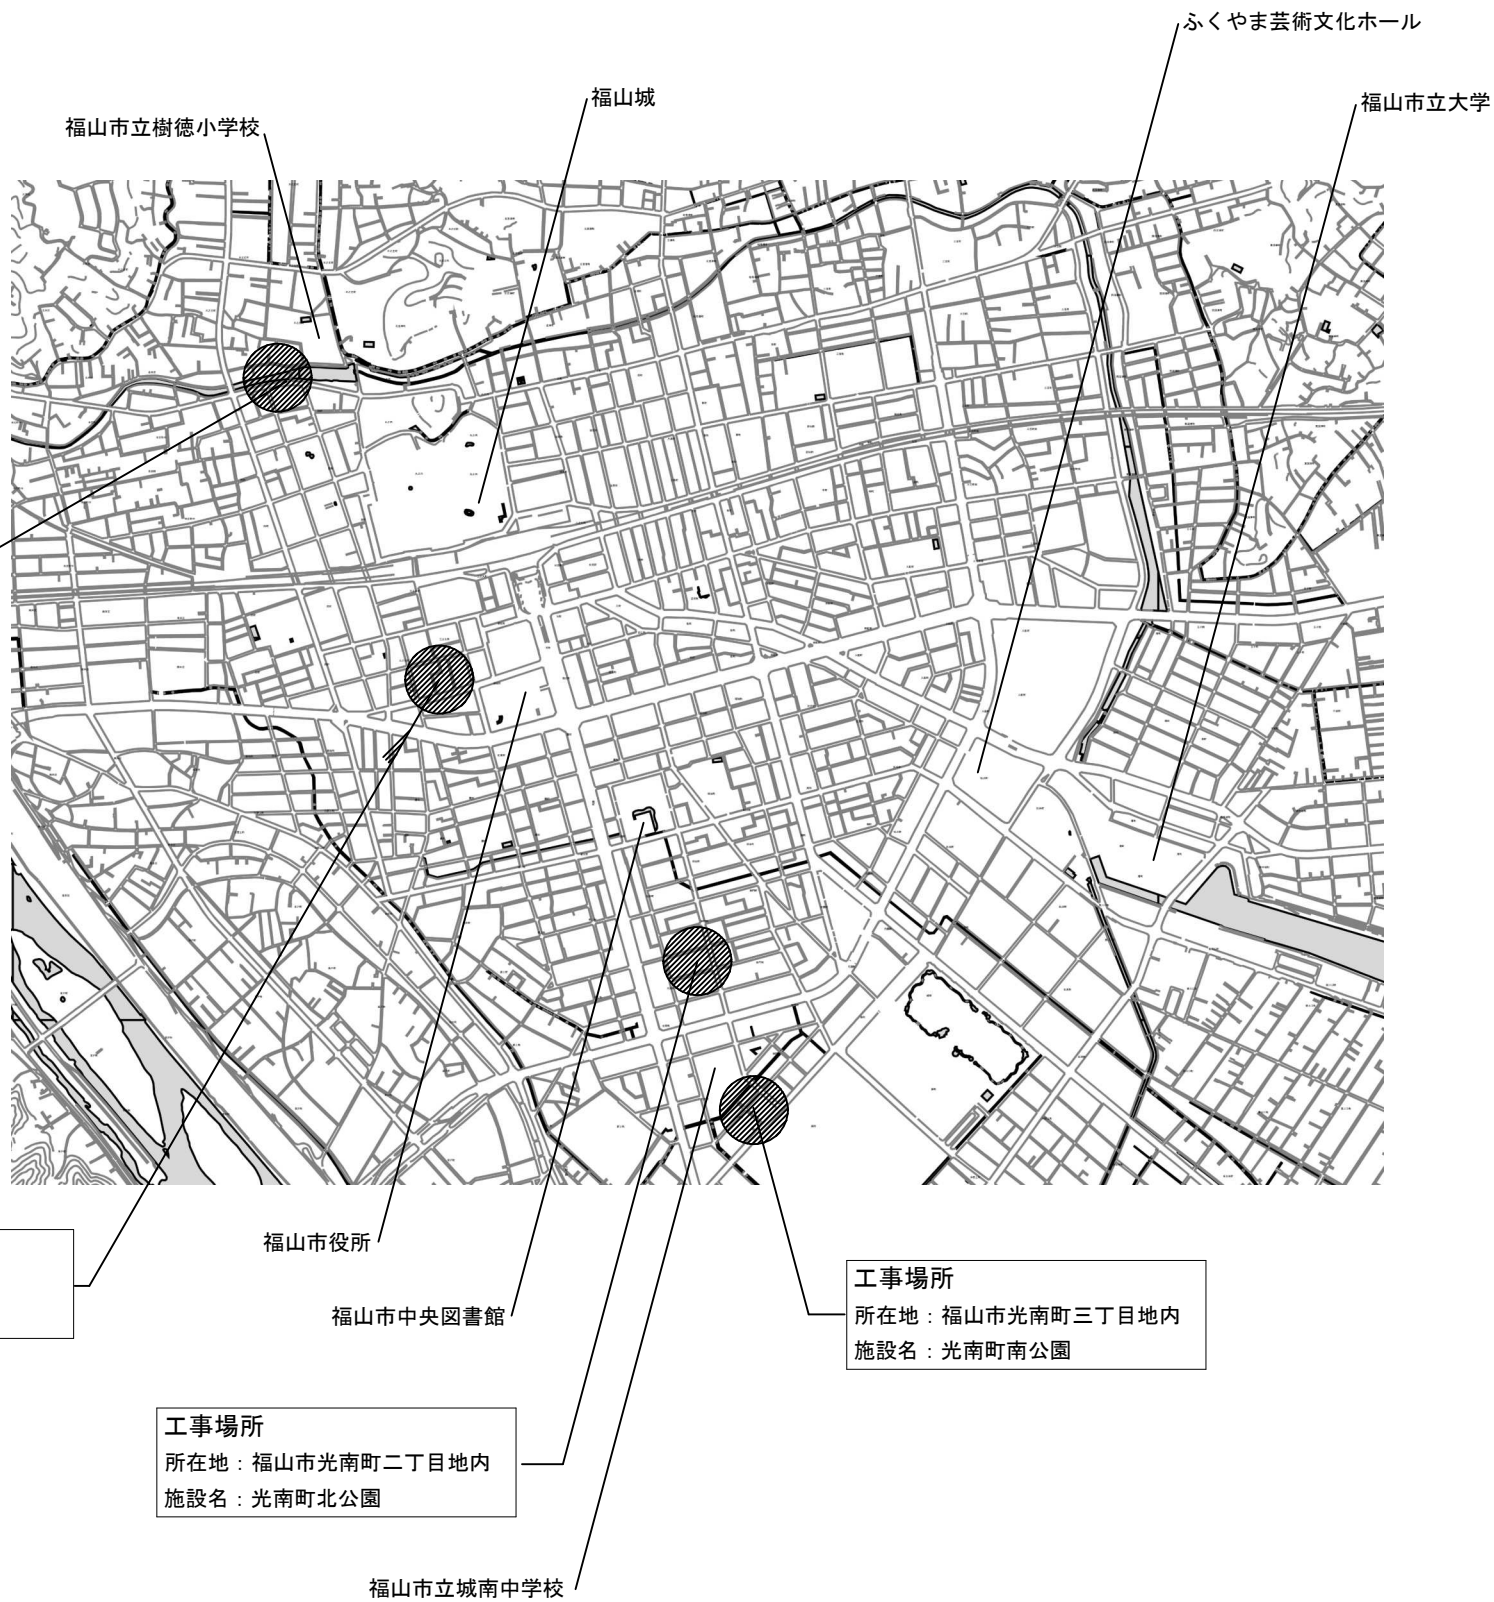 ふくやま芸術文化ホール
福山城
福山市立大学
福山市立樹徳小学校
福山市役所
福山市中央図書館
工事場所
所在地：福山市光南町三丁目地内
施設名：光南町南公園
工事場所
所在地：福山市光南町二丁目地内
施設名：光南町北公園
福山市立城南中学校